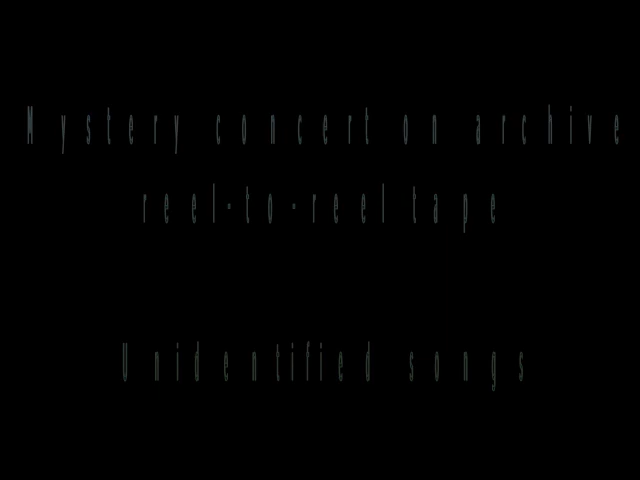 Mystery concert on archive
reel-to-reel tape
Unidentified songs